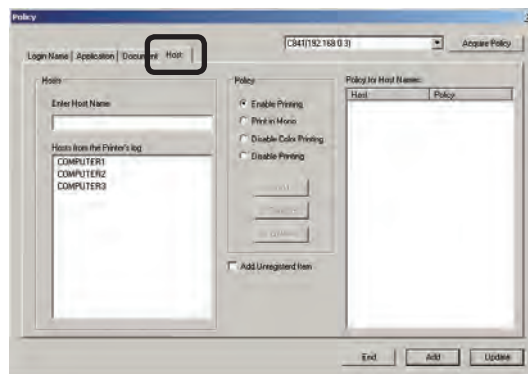 Policy
C841(192.168.0.3)
Acquire Policy
Login Name
Application
Document
Host
Hosts
Enter Host Name
Hosts from the Printer's log
COMPUTER1
COMPUTER2
COMPUTER3
Policy
Enable Printing
Print in Mono
Disable Color Printing
Disable Printing
Add Unregisterd Item
Policy for Host Names:
Host
Policy
End
Add
Update